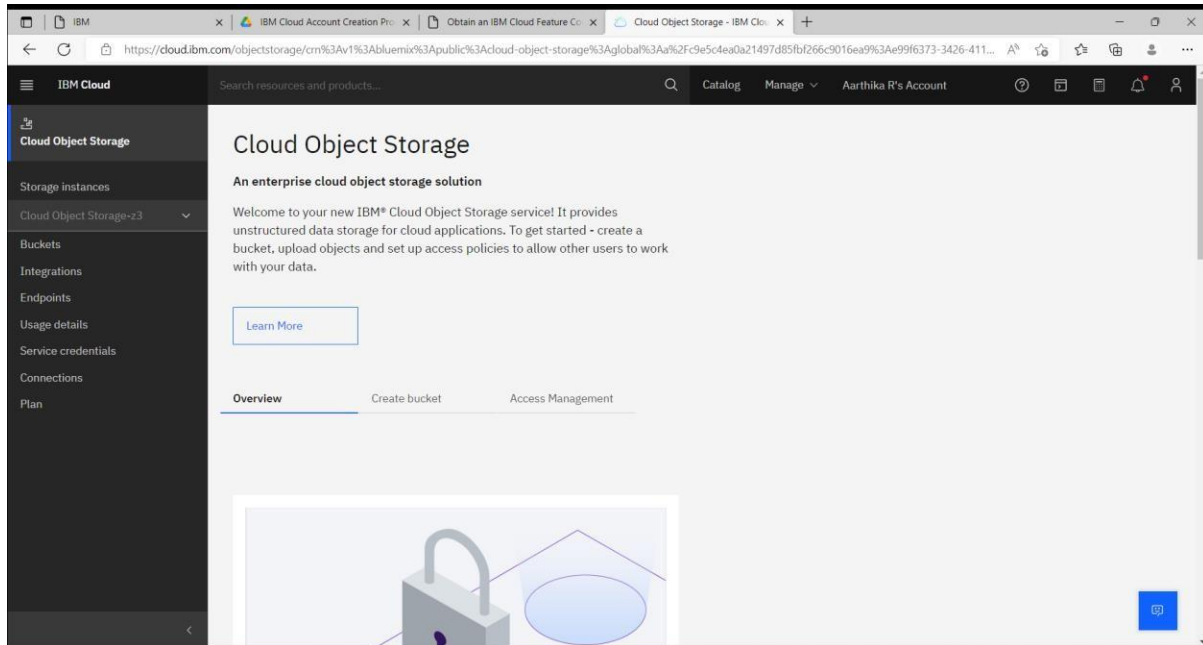 IBM
IBM Cloud Account Creation Pro
Obtain an IBM Cloud Feature Co
Cloud Object Storage - IBM Clou
https://cloud.ibm.com/objectstorage/crn%3Av1%3Abluemix%3Apublic%3Acloud-object-storage%3Aglobal%3Aa%2Fc9e5c4ea0a21497d85fbf266c9016ea9%3Ae99f6373-3426-411...
IBM Cloud
Search resources and products...
Catalog
Manage
Aarthika R's Account
Cloud Object Storage
Storage instances
Cloud Object Storage-z3
Buckets
Integrations
Endpoints
Usage details
Service credentials
Connections
Plan
Cloud Object Storage
An enterprise cloud object storage solution
Welcome to your new IBM® Cloud Object Storage service! It provides
unstructured data storage for cloud applications. To get started - create a
bucket, upload objects and set up access policies to allow other users to work
with your data.
Learn More
Overview
Create bucket
Access Management